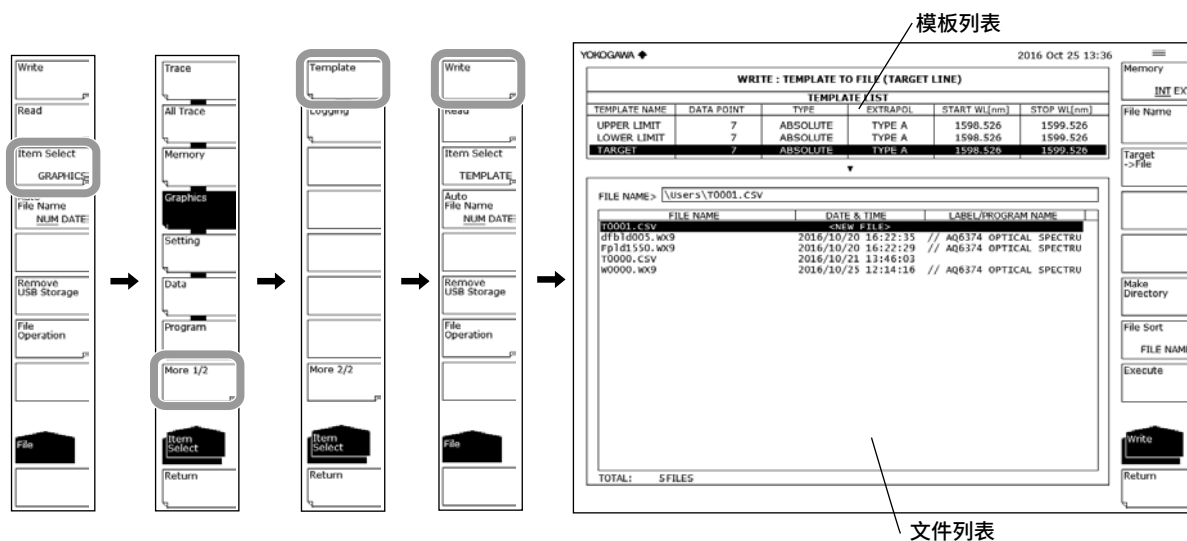 模板列表
Write
Read
Item Select
GRAPHICS
Auto
File Name
NUM DATE
Remove
USB Storage
File
Operation
File
Trace
All Trace
Memory
Graphics
Setting
Data
Program
More 1/2
Item
Select
Return
Template
Logging
More 2/2
Item
Select
Return
Write
Read
Item Select
TEMPLATE
Auto
File Name
NUM DATE
Remove
USB Storage
File
Operation
File
YOKOGAWA
2016 Oct 25 13:36
WRITE : TEMPLATE TO FILE (TARGET LINE)
TEMPLATE LIST
TEMPLATE NAME DATA POINT TYPE EXTRAPOL START WL[nm] STOP WL[nm]
UPPER LIMIT 7 ABSOLUTE TYPE A 1598.526 1599.526
LOWER LIMIT 7 ABSOLUTE TYPE A 1598.526 1599.526
TARGET 7 ABSOLUTE TYPE A 1598.526 1599.526
FILE NAME> \Users\T0001.CSV
FILE NAME DATE & TIME LABEL/PROGRAM NAME
T0001.CSV <NEW FILE>
dfbld005.WX9 2016/10/20 16:22:35 // AQ6374 OPTICAL SPECTRU
Fpld1550.WX9 2016/10/20 16:22:29 // AQ6374 OPTICAL SPECTRU
T0000.CSV 2016/10/21 13:46:03
W0000.WX9 2016/10/25 12:14:16 // AQ6374 OPTICAL SPECTRU
TOTAL: 5FILES
Memory
INT EX
File Name
Target
->File
Make
Directory
File Sort
FILE NAM
Execute
Write
Return
文件列表